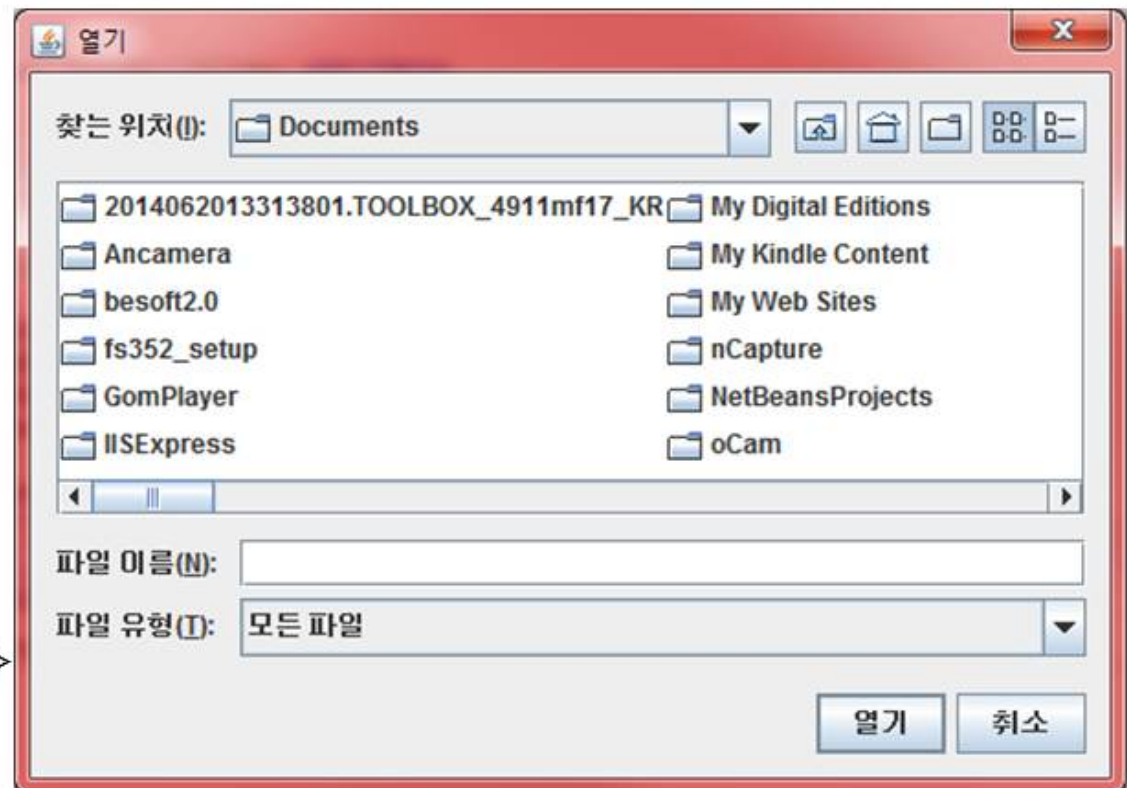 열기
찾는 위치(I): Documents
2014062013313801.TOOLBOX_4911mf17_KR My Digital Editions
Ancamera My Kindle Content
besoft2.0 My Web Sites
fs352_setup nCapture
GomPlayer NetBeansProjects
IISExpress oCam
파일 이름(N):
파일 유형(T): 모든 파일
열기 취소